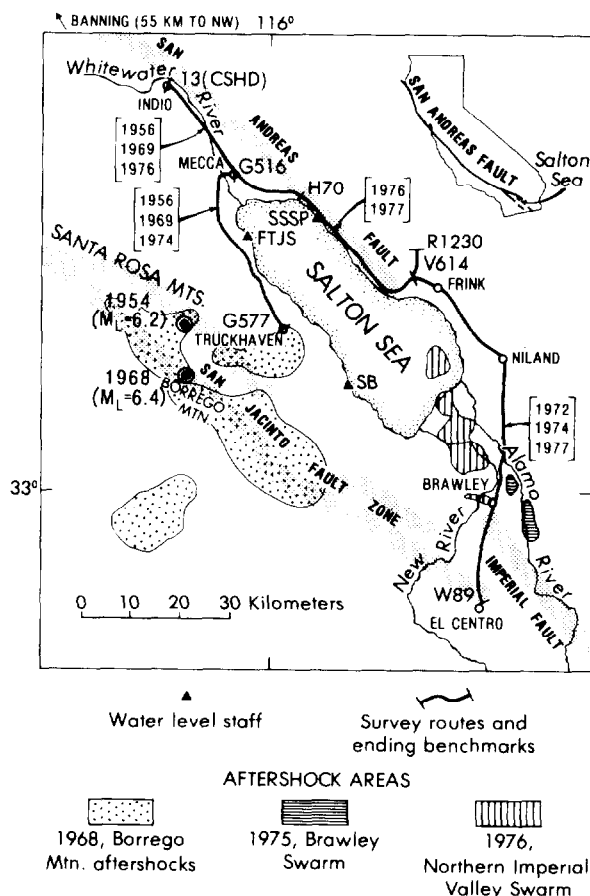 BANNING (55 KM TO NW)
116°
SAN
Whitewater
13(CSHD)
INDIO
River
1956
1969
1976
ANDREAS
MECCA
G516
H70
1976
1977
1956
1969
1974
SSSP
FTJS
FAULT
R1230
V614
FRINK
SAN ANDREAS FAULT
Salton
Sea
SANTA ROSA MTS.
SALTON SEA
1954
(ML=6.2)
G577
TRUCKHAVEN
NILAND
1968
(ML=6.4)
BORREGO
MTN.
SAN
JACINTO
FAULT
ZONE
SB
1972
1974
1977
33°
BRAWLEY
Alamo
River
New
River
IMPERIAL FAULT
W89
EL CENTRO
0 10 20 30 Kilometers
Water level staff
Survey routes and
ending benchmarks
AFTERSHOCK AREAS
1968, Borrego
Mtn. aftershocks
1975, Brawley
Swarm
1976,
Northern Imperial
Valley Swarm